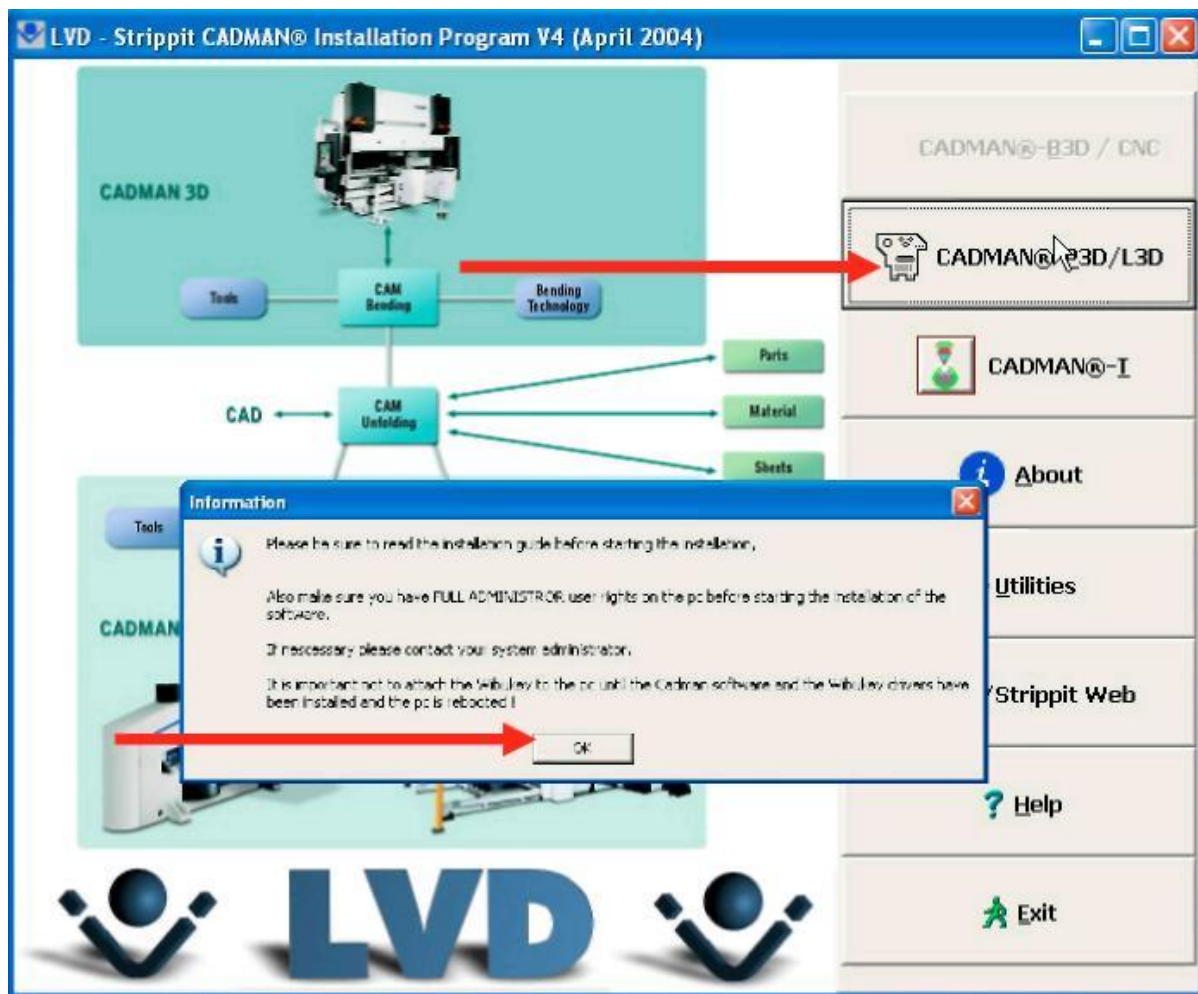 LVD - Strippit CADMAN® Installation Program V4 (April 2004)
CADMAN 3D
Tools
CAM
Bending
Bending
Technology
CAD
CAM
Unfolding
Parts
Material
Sheets
Tools
CADMAN
Information
Please be sure to read the installation guide before starting the installation,
Also make sure you have FULL ADMINISTROR user rights on the pc before starting the installation of the
software.
If nescessary please contact your system administrator.
It is important not to attach the Wibukey to the pc until the Cadman software and the Wibukey drivers have
been installed and the pc is rebooted !
OK
CADMAN®-B3D / CNC
CADMAN® 3D/L3D
CADMAN®-I
About
Utilities
/Strippit Web
Help
Exit
LVD